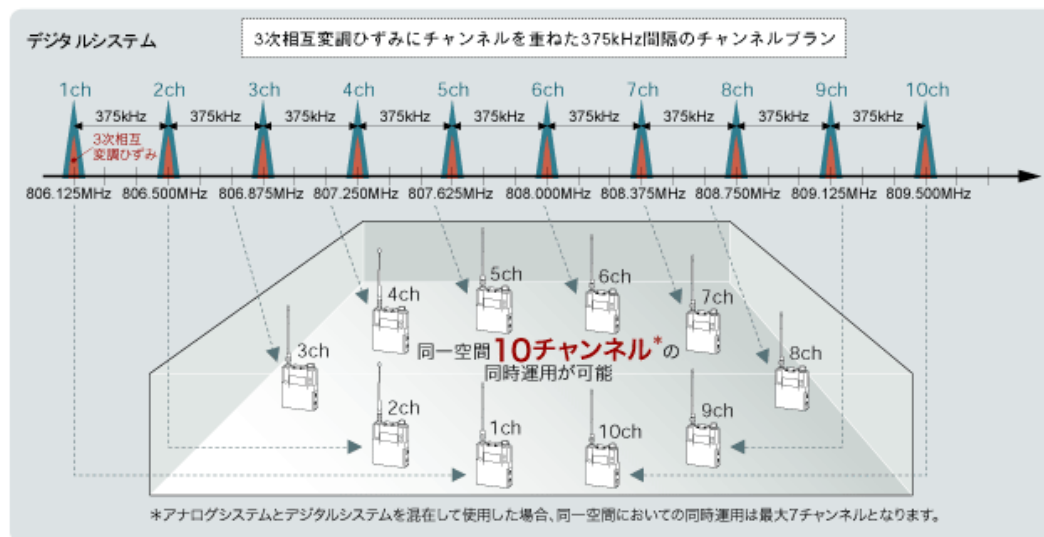 デジタルシステム
3次相互変調ひずみにチャンネルを重ねた375kHz間隔のチャンネルプラン
1ch 2ch 3ch 4ch 5ch 6ch 7ch 8ch 9ch 10ch
375kHz 375kHz 375kHz 375kHz 375kHz 375kHz 375kHz 375kHz 375kHz
3次相互
変調ひずみ
806.125MHz 806.500MHz 806.875MHz 807.250MHz 807.625MHz 808.000MHz 808.375MHz 808.750MHz 809.125MHz 809.500MHz
5ch 6ch
4ch 7ch
同一空間10チャンネル*の
3ch 8ch
同時運用が可能
2ch 9ch
1ch 10ch
*アナログシステムとデジタルシステムを混在して使用した場合、同一空間においての同時運用は最大7チャンネルとなります。